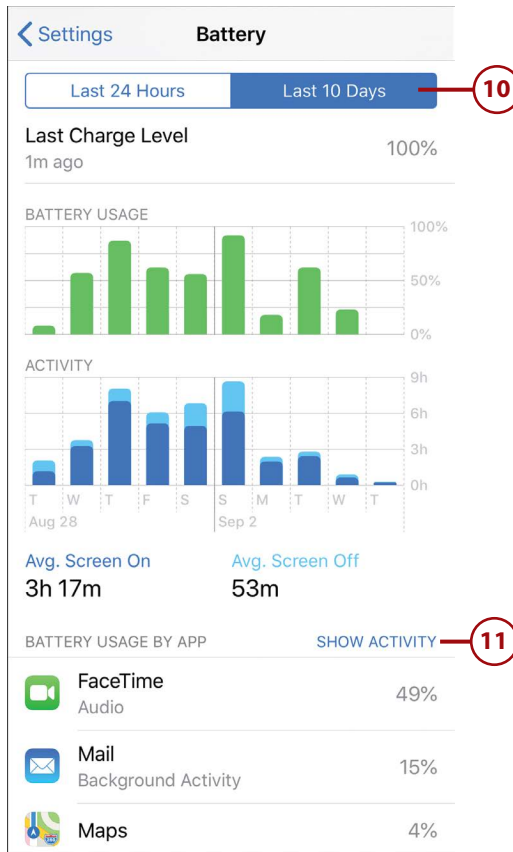 Settings Battery
Last 24 Hours Last 10 Days 10
Last Charge Level
1m ago 100%
BATTERY USAGE
100%
50%
0%
ACTIVITY
9h
6h
3h
0h
T W T F S S M T W T
Aug 28 Sep 2
Avg. Screen On Avg. Screen Off
3h 17m 53m
BATTERY USAGE BY APP SHOW ACTIVITY 11
FaceTime
Audio 49%
Mail
Background Activity 15%
Maps 4%